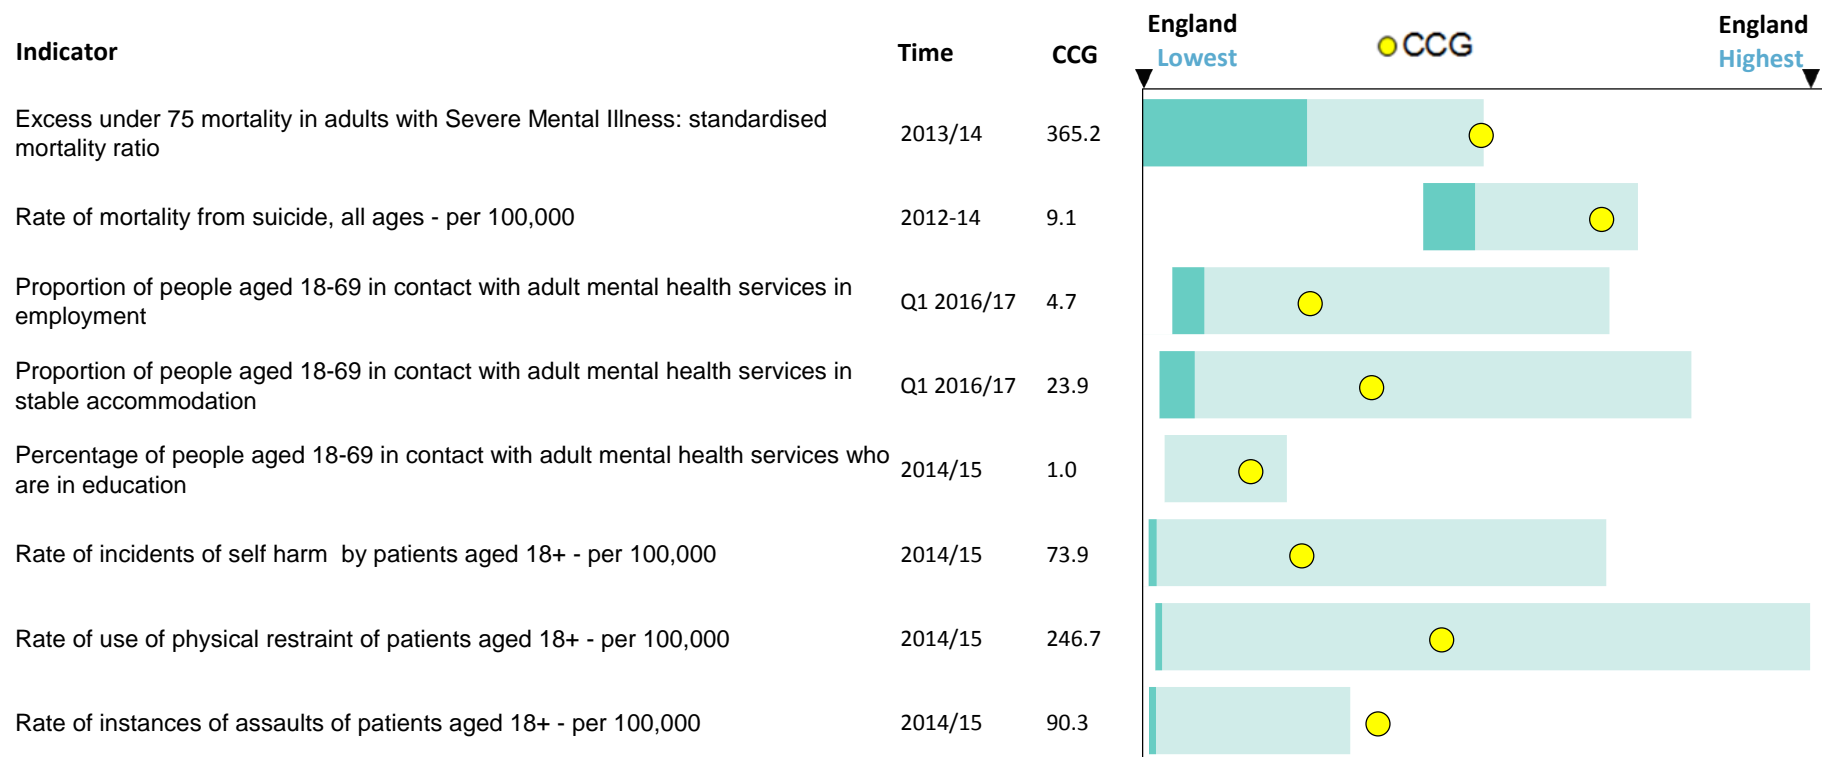 Indicator Time CCG England Lowest CCG England Highest
Excess under 75 mortality in adults with Severe Mental Illness: standardised
mortality ratio
2013/14 365.2
Rate of mortality from suicide, all ages - per 100,000 2012-14 9.1
Proportion of people aged 18-69 in contact with adult mental health services in
employment
Q1 2016/17 4.7
Proportion of people aged 18-69 in contact with adult mental health services in
stable accommodation
Q1 2016/17 23.9
Percentage of people aged 18-69 in contact with adult mental health services who
are in education
2014/15 1.0
Rate of incidents of self harm  by patients aged 18+ - per 100,000 2014/15 73.9
Rate of use of physical restraint of patients aged 18+ - per 100,000 2014/15 246.7
Rate of instances of assaults of patients aged 18+ - per 100,000 2014/15 90.3